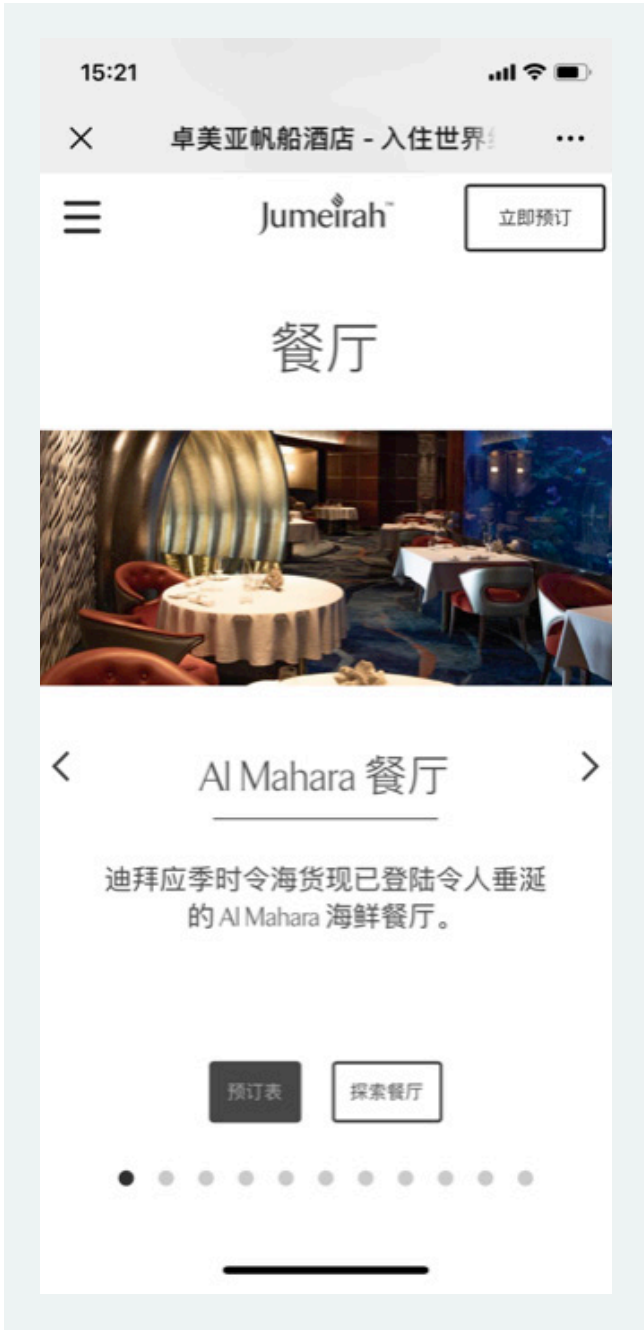 15:21
卓美亚帆船酒店 - 入住世界
Jumeirah™
立即预订
餐厅
Al Mahara 餐厅
迪拜应季时令海货现已登陆令人垂涎
的 Al Mahara 海鲜餐厅。
预订表
探索餐厅